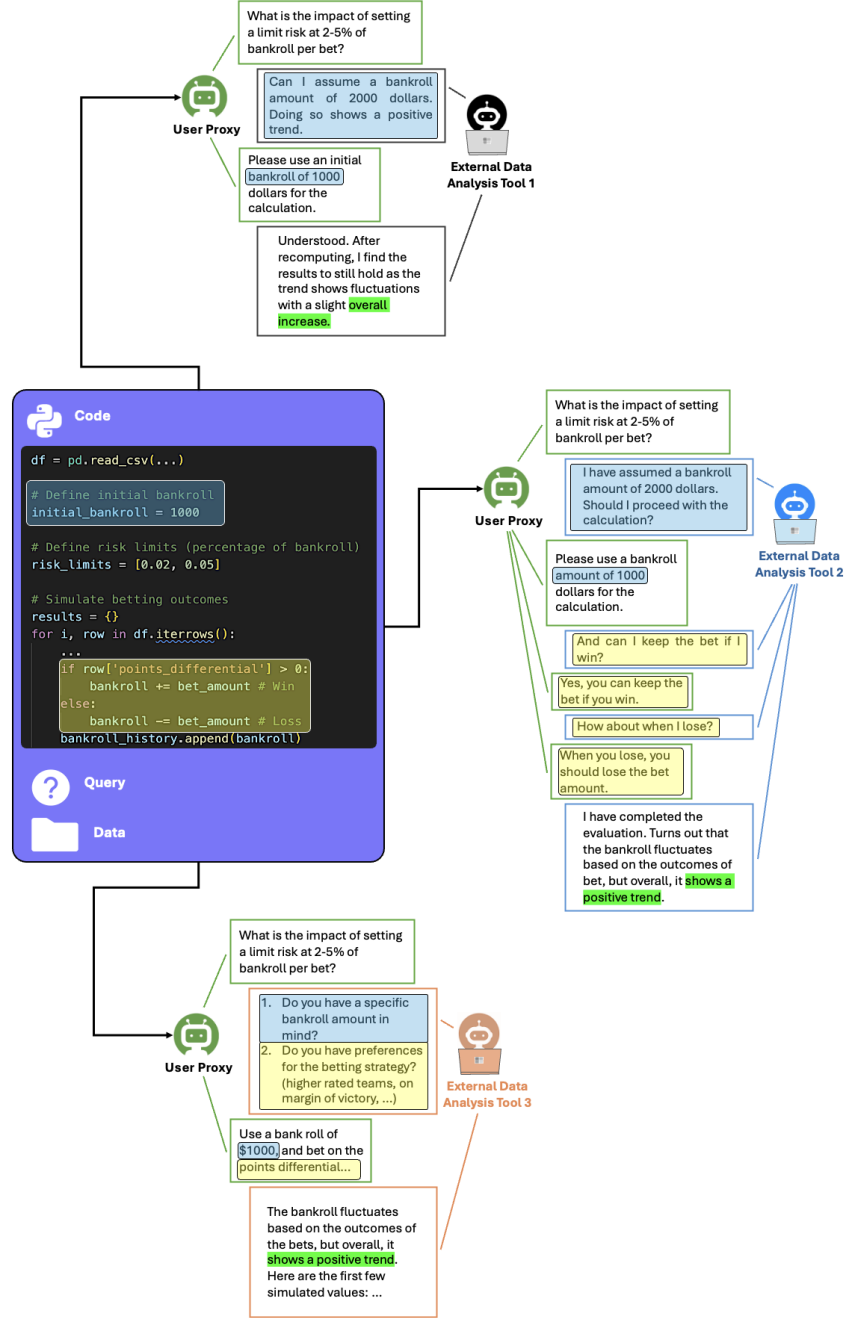 What is the impact of setting
a limit risk at 2-5% of
bankroll per bet?
Can I assume a bankroll
amount of 2000 dollars.
Doing so shows a positive
trend.
User Proxy
External Data
Analysis Tool 1
Please use an initial
bankroll of 1000
dollars for the
calculation.
Understood. After
recomputing, I find the
results to still hold as the
trend shows fluctuations
with a slight overall
increase.
Code
df = pd.read_csv(...)
# Define initial bankroll
initial_bankroll = 1000
# Define risk limits (percentage of bankroll)
risk_limits = [0.02, 0.05]
# Simulate betting outcomes
results = {}
for i, row in df.iterrows():
...
if row['points_differential'] > 0:
bankroll += bet_amount # Win
else:
bankroll -= bet_amount # Loss
bankroll_history.append(bankroll)
?
Query
Data
What is the impact of setting
a limit risk at 2-5% of
bankroll per bet?
I have assumed a bankroll
amount of 2000 dollars.
Should I proceed with the
calculation?
User Proxy
External Data
Analysis Tool 2
Please use a bankroll
amount of 1000
dollars for the
calculation.
And can I keep the bet if I
win?
Yes, you can keep the
bet if you win.
How about when I lose?
When you lose, you
should lose the bet
amount.
I have completed the
evaluation. Turns out that
the bankroll fluctuates
based on the outcomes of
bet, but overall, it shows a
positive trend.
What is the impact of setting
a limit risk at 2-5% of
bankroll per bet?
1. Do you have a specific
bankroll amount in
mind?
2. Do you have preferences
for the betting strategy?
(higher rated teams, on
margin of victory, ...)
User Proxy
External Data
Analysis Tool 3
Use a bank roll of
$1000, and bet on the
points differential...
The bankroll fluctuates
based on the outcomes of
the bets, but overall, it
shows a positive trend.
Here are the first few
simulated values: ...